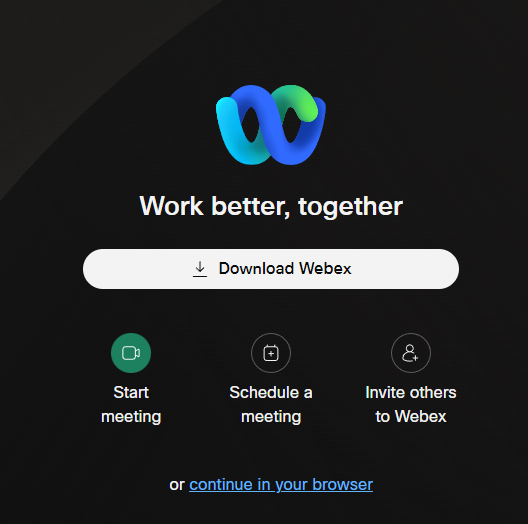 Work better, together
Download Webex
Start
meeting
Schedule a
meeting
Invite others
to Webex
or continue in your browser